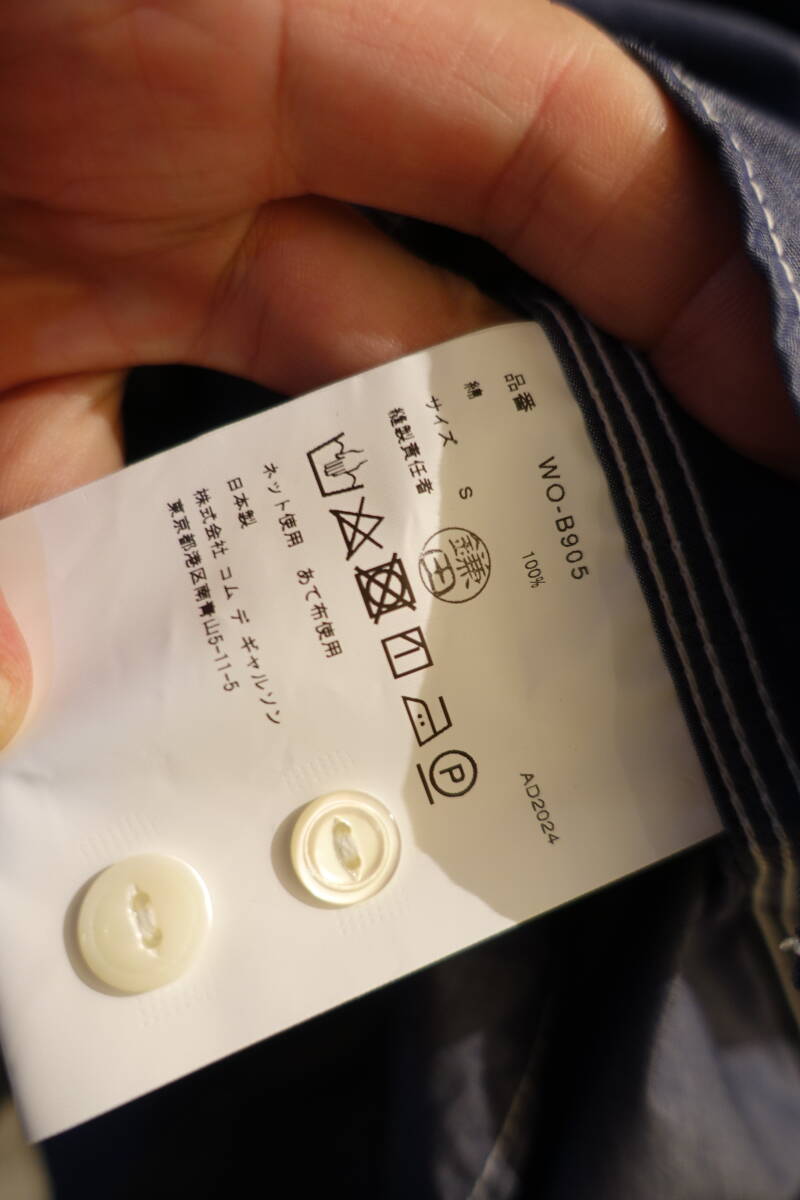 品番 WO-B905
綿 100% AD2024
サイズ S
縫製責任者 鎌田
P
ネット使用 あて布使用
日本製
株式会社 コム デ ギャルソン
東京都港区南青山5-11-5